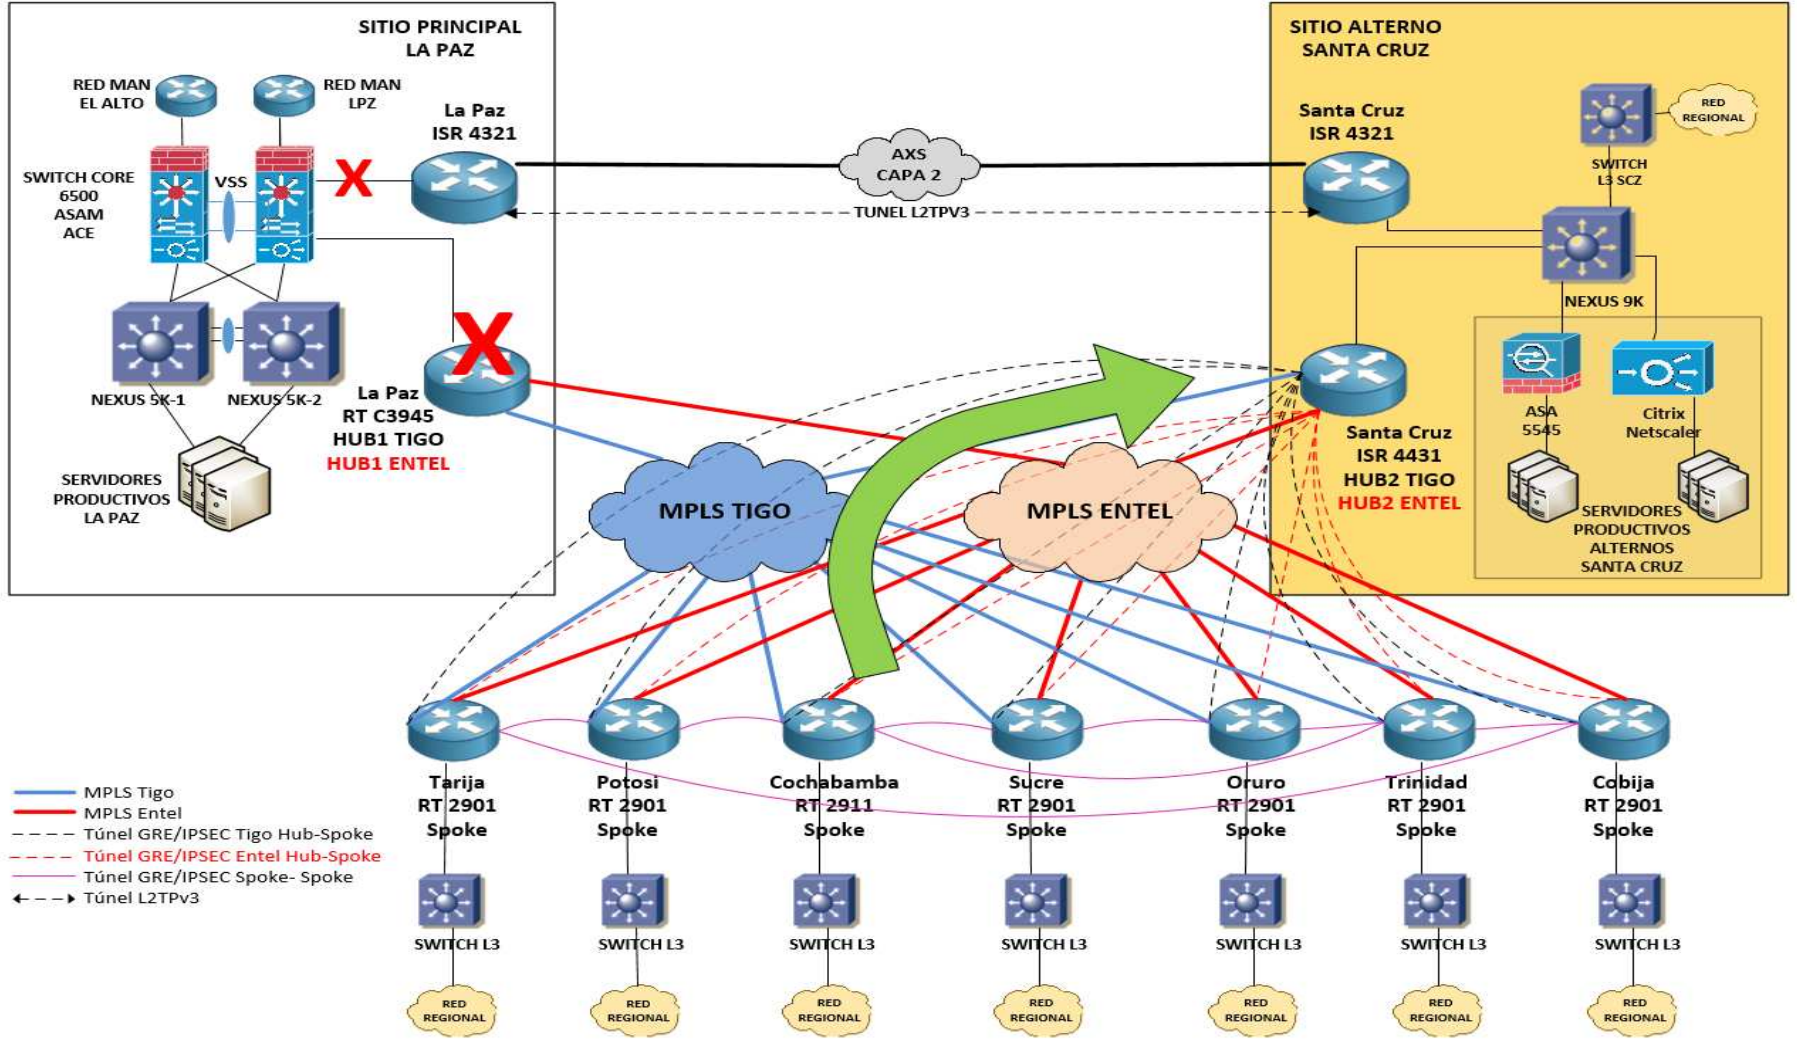 SITIO PRINCIPAL
LA PAZ
RED MAN
EL ALTO
RED MAN
LPZ
La Paz
ISR 4321
SWITCH CORE
6500
ASAM
ACE
VSS
X
NEXUS 5K-1
NEXUS 5K-2
X
La Paz
RT C3945
HUB1 TIGO
HUB1 ENTEL
SERVIDORES
PRODUCTIVOS
LA PAZ
AXS
CAPA 2
TUNEL L2TPV3
SITIO ALTERNO
SANTA CRUZ
Santa Cruz
ISR 4321
RED
REGIONAL
SWITCH
L3 SCZ
NEXUS 9K
ASA
5545
Citrix
Netscaler
Santa Cruz
ISR 4431
HUB2 TIGO
HUB2 ENTEL
SERVIDORES
PRODUCTIVOS
ALTERNOS
SANTA CRUZ
MPLS TIGO
MPLS ENTEL
Tarija
RT 2901
Spoke
Potosi
RT 2901
Spoke
Cochabamba
RT 2911
Spoke
Sucre
RT 2901
Spoke
Oruro
RT 2901
Spoke
Trinidad
RT 2901
Spoke
Cobija
RT 2901
Spoke
MPLS Tigo
MPLS Entel
Túnel GRE/IPSEC Tigo Hub-Spoke
Túnel GRE/IPSEC Entel Hub-Spoke
Túnel GRE/IPSEC Spoke- Spoke
Túnel L2TPv3
SWITCH L3
SWITCH L3
SWITCH L3
SWITCH L3
SWITCH L3
SWITCH L3
SWITCH L3
RED
REGIONAL
RED
REGIONAL
RED
REGIONAL
RED
REGIONAL
RED
REGIONAL
RED
REGIONAL
RED
REGIONAL